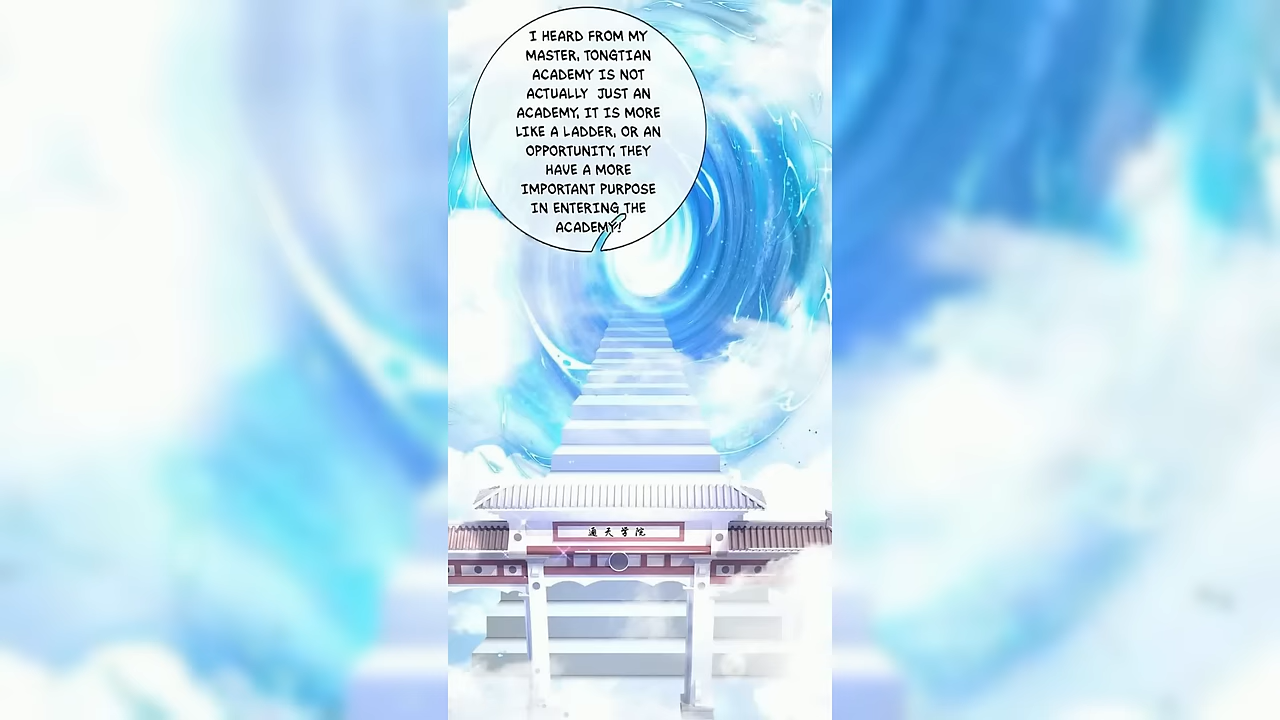 I HEARD FROM MY
MASTER, TONGTIAN
ACADEMY IS NOT
ACTUALLY JUST AN
ACADEMY, IT IS MORE
LIKE A LADDER, OR AN
OPPORTUNITY, THEY
HAVE A MORE
IMPORTANT PURPOSE
IN ENTERING THE
ACADEMY!
通天学院